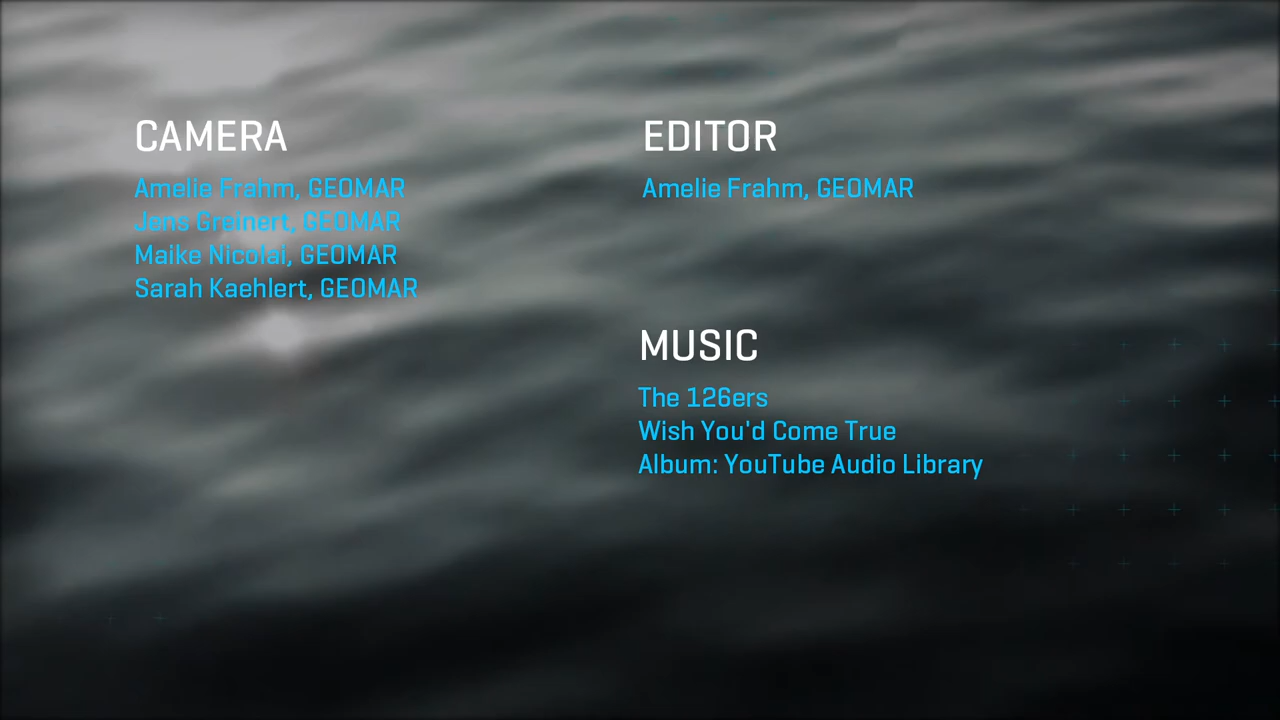 CAMERA
Amelie Frahm, GEOMAR
Jens Greinert, GEOMAR
Maike Nicolai, GEOMAR
Sarah Kaehlert, GEOMAR
EDITOR
Amelie Frahm, GEOMAR
MUSIC
The 126ers
Wish You'd Come True
Album: YouTube Audio Library